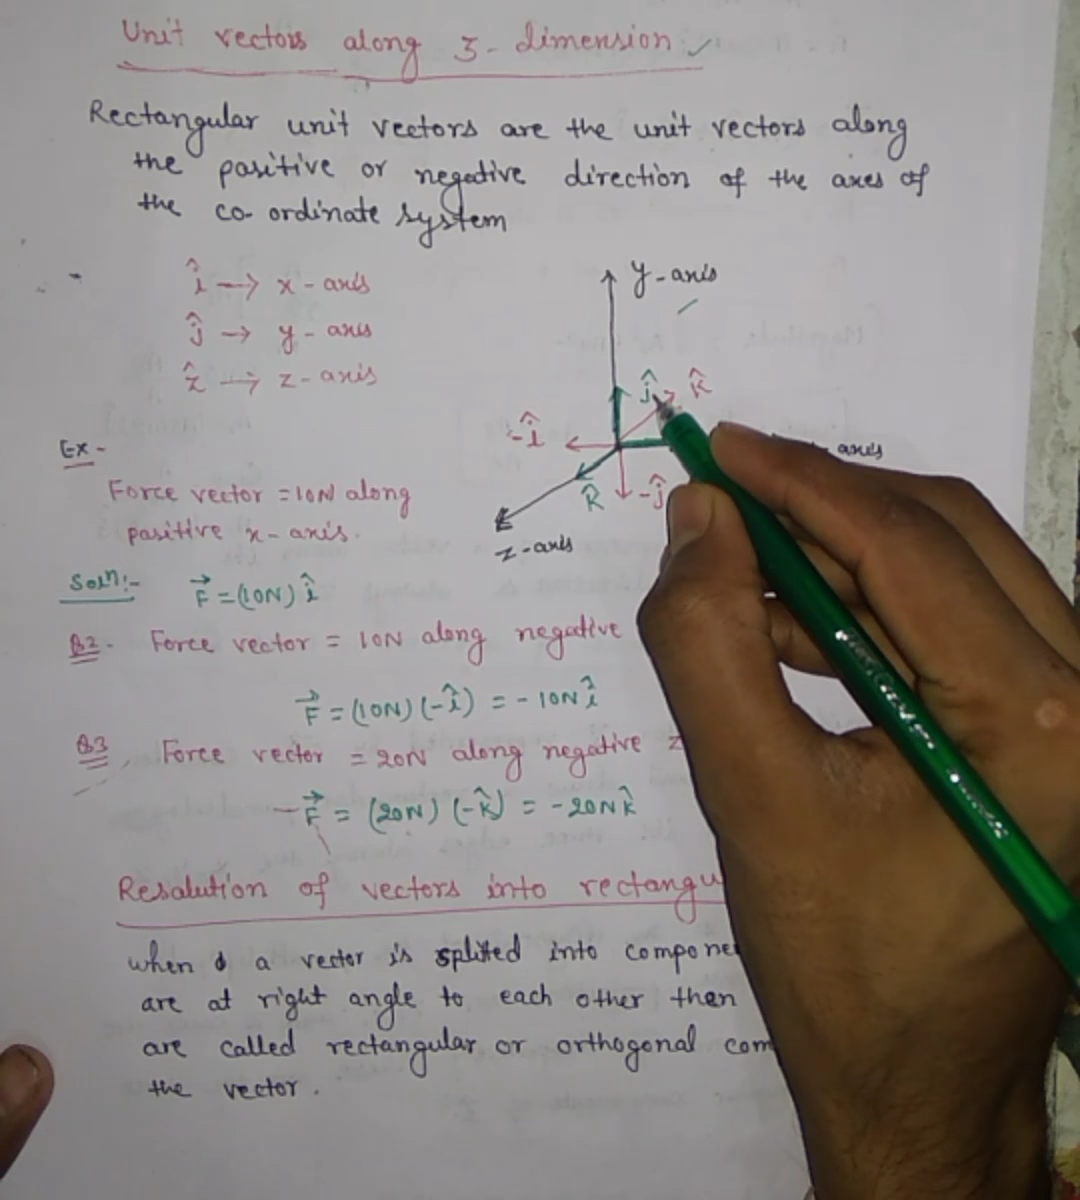 Unit vectors along 3-dimension
Rectangular unit vectors are the unit vectors along
the positive or negative direction of the axes of
the co-ordinate system
î → x-axis
ĵ → y-axis
ẑ → z-axis
y-axis
ĵ
k̂
-î
axis
k̂
-ĵ
z-axis
Ex-
Force vector = 10N along
positive x-axis.
Soln:-
F⃗ = (10N) î
Q2. Force vector = 10N along negative
F⃗ = (10N) (-î) = -10N î
Q3 Force vector = 20N along negative z
F⃗ = (20N) (-k̂) = -20N k̂
Resolution of vectors into rectangu
when a vector is splitted into compone
are at right angle to each other then
are called rectangular or orthogonal com
the vector.